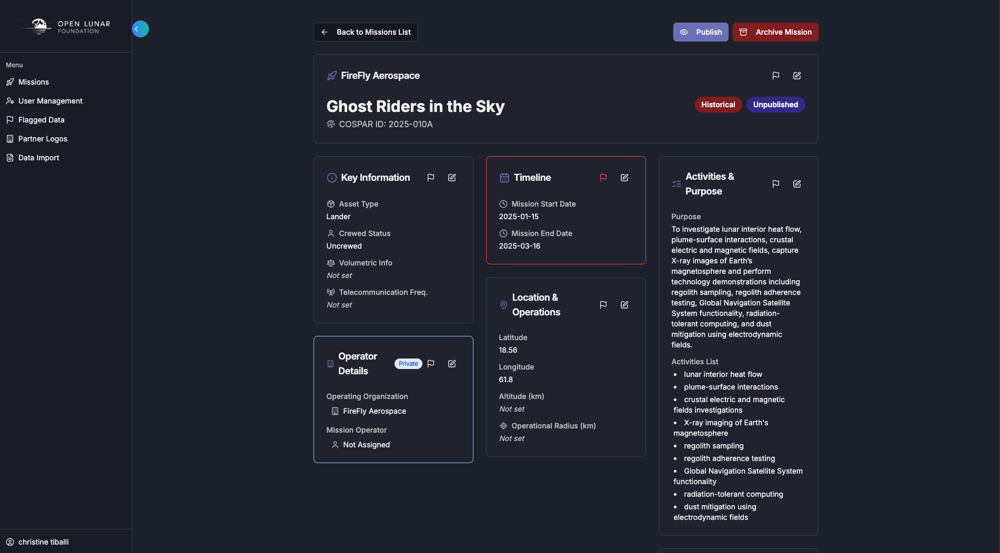 OPEN LUNAR
FOUNDATION
Menu
Missions
User Management
Flagged Data
Partner Logos
Data Import
christine tiballi
Back to Missions List
Publish
Archive Mission
FireFly Aerospace
Ghost Riders in the Sky
Historical
Unpublished
COSPAR ID: 2025-010A
Key Information
Asset Type
Lander
Crewed Status
Uncrewed
Volumetric Info
Not set
Telecommunication Freq.
Not set
Operator
Details
Private
Operating Organization
FireFly Aerospace
Mission Operator
Not Assigned
Timeline
Mission Start Date
2025-01-15
Mission End Date
2025-03-16
Location &
Operations
Latitude
18.56
Longitude
61.8
Altitude (km)
Not set
Operational Radius (km)
Not set
Activities &
Purpose
Purpose
To investigate lunar interior heat flow,
plume-surface interactions, crustal
electric and magnetic fields, capture
X-ray images of Earth’s
magnetosphere and perform
technology demonstrations including
regolith sampling, regolith adherence
testing, Global Navigation Satellite
System functionality, radiation-
tolerant computing, and dust
mitigation using electrodynamic
fields.
Activities List
• lunar interior heat flow
• plume-surface interactions
• crustal electric and magnetic
fields investigations
• X-ray imaging of Earth's
magnetosphere
• regolith sampling
• regolith adherence testing
• Global Navigation Satellite System
functionality
• radiation-tolerant computing
• dust mitigation using
electrodynamic fields